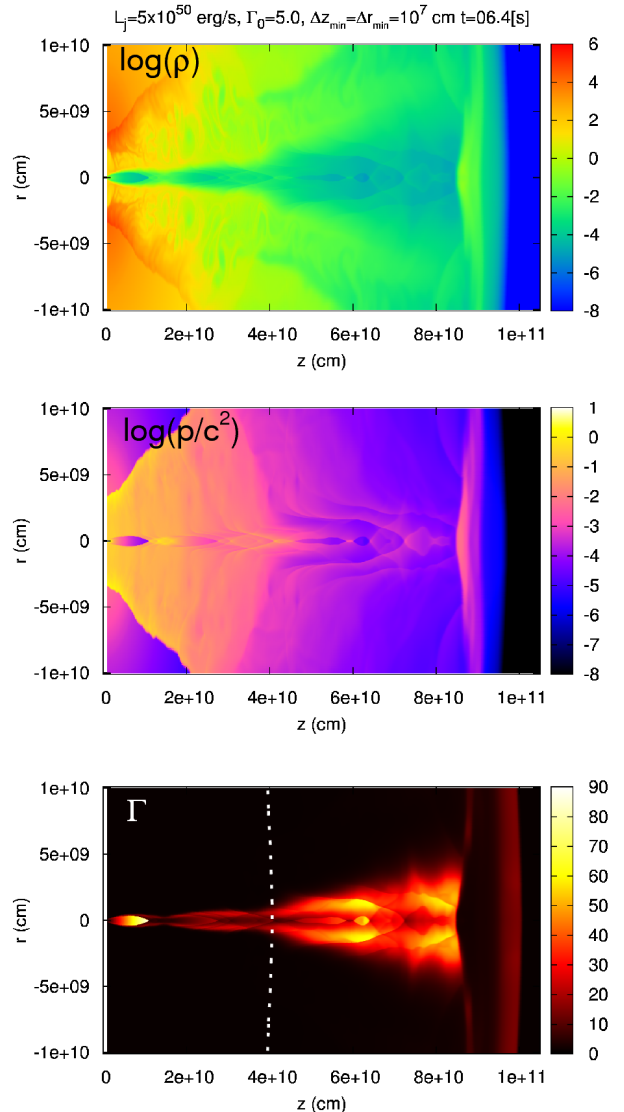 Lj=5x10^50 erg/s, Γ0=5.0, Δzmin=Δrmin=10^7 cm t=06.4[s]
log(ρ)
1e+10
5e+09
0
-5e+09
-1e+10
r (cm)
0 2e+10 4e+10 6e+10 8e+10 1e+11
z (cm)
6
4
2
0
-2
-4
-6
-8
log(p/c^2)
1e+10
5e+09
0
-5e+09
-1e+10
r (cm)
0 2e+10 4e+10 6e+10 8e+10 1e+11
z (cm)
1
0
-1
-2
-3
-4
-5
-6
-7
-8
Γ
1e+10
5e+09
0
-5e+09
-1e+10
r (cm)
0 2e+10 4e+10 6e+10 8e+10 1e+11
z (cm)
90
80
70
60
50
40
30
20
10
0